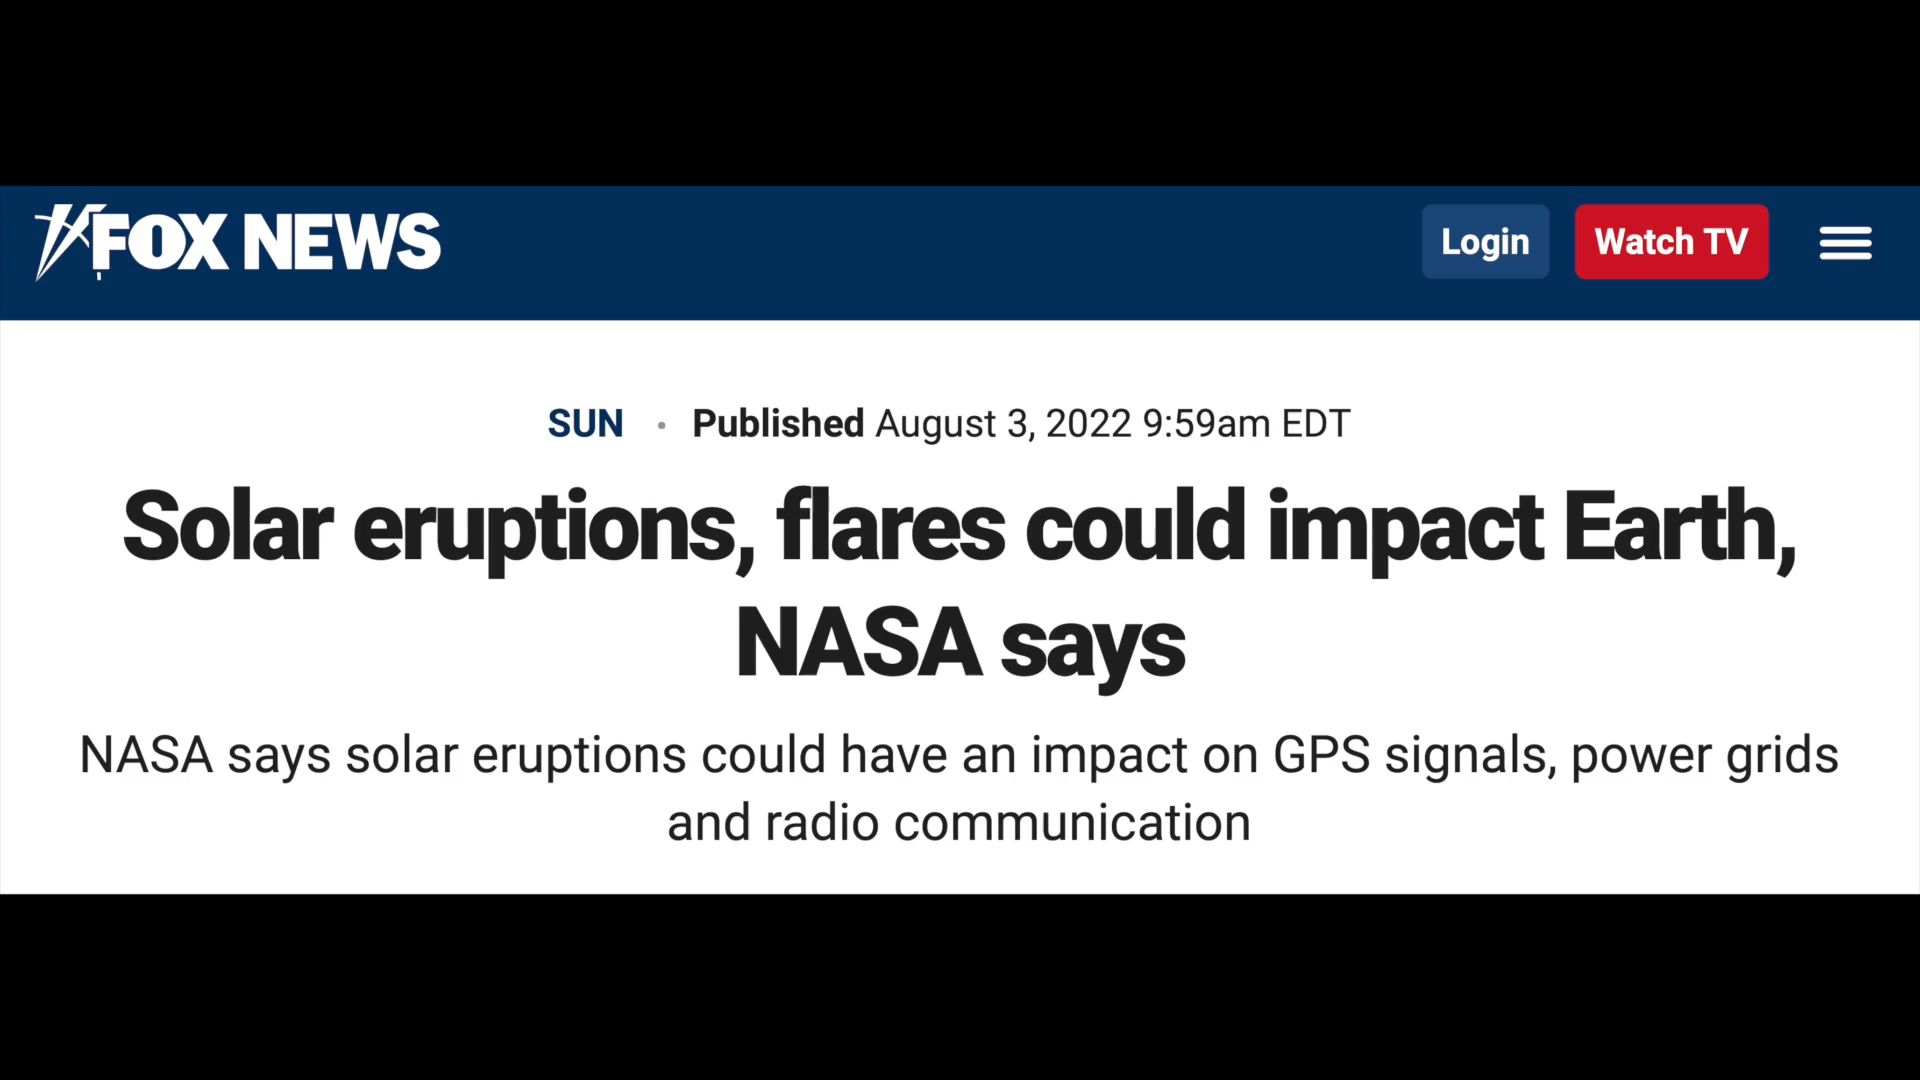 FOX NEWS
Login
Watch TV
SUN • Published August 3, 2022 9:59am EDT
Solar eruptions, flares could impact Earth,
NASA says
NASA says solar eruptions could have an impact on GPS signals, power grids
and radio communication